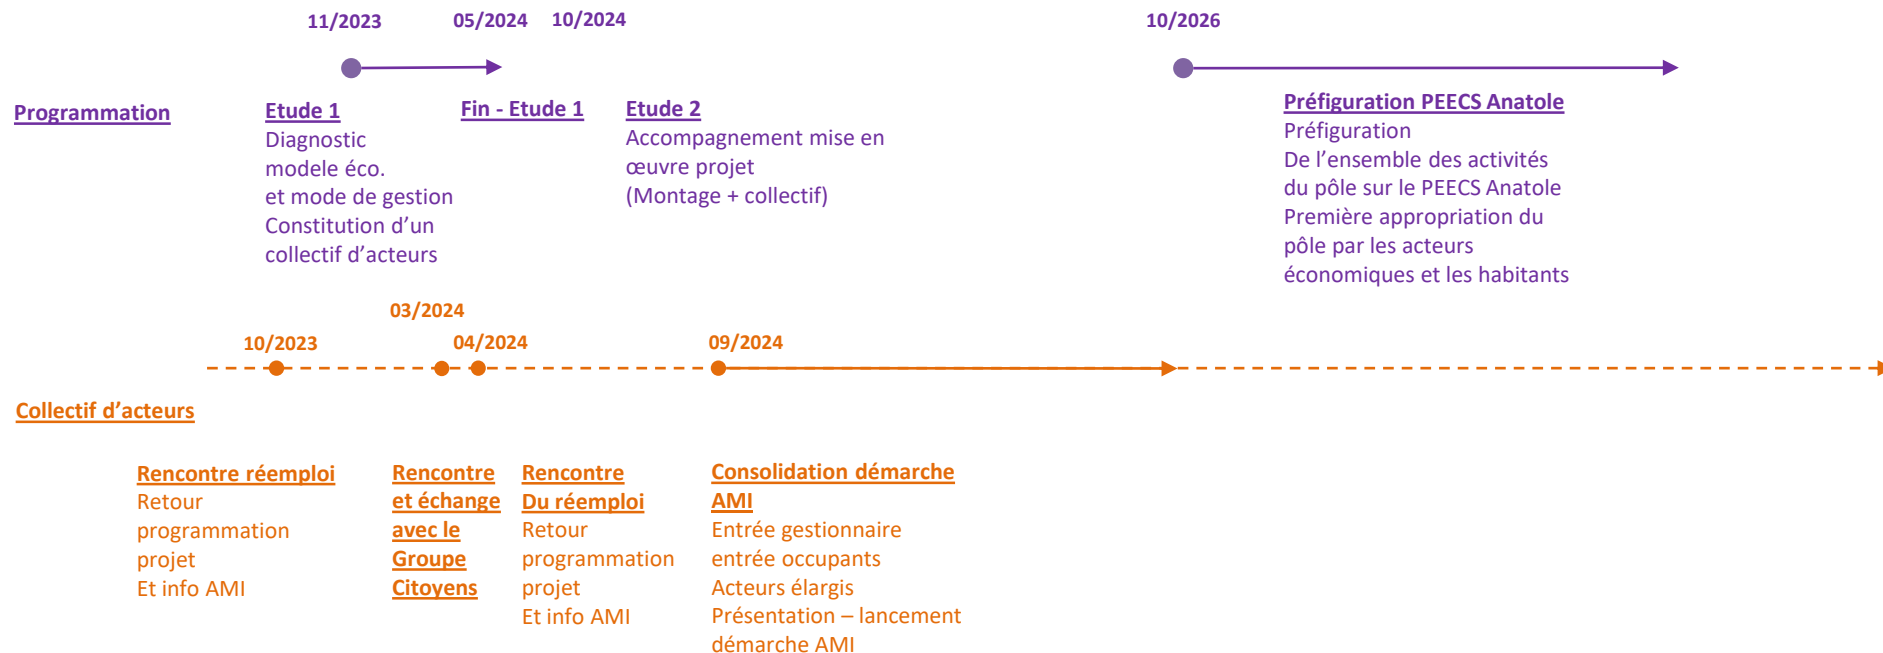 11/2023
05/2024
10/2024
10/2026
Programmation
Etude 1
Diagnostic
modele éco.
et mode de gestion
Constitution d’un
collectif d’acteurs
Fin - Etude 1
Etude 2
Accompagnement mise en
œuvre projet
(Montage + collectif)
Préfiguration PEECS Anatole
Préfiguration
De l’ensemble des activités
du pôle sur le PEECS Anatole
Première appropriation du
pôle par les acteurs
économiques et les habitants
03/2024
10/2023
04/2024
09/2024
Collectif d’acteurs
Rencontre réemploi
Retour
programmation
projet
Et info AMI
Rencontre
et échange
avec le
Groupe
Citoyens
Rencontre
Du réemploi
Retour
programmation
projet
Et info AMI
Consolidation démarche
AMI
Entrée gestionnaire
entrée occupants
Acteurs élargis
Présentation – lancement
démarche AMI